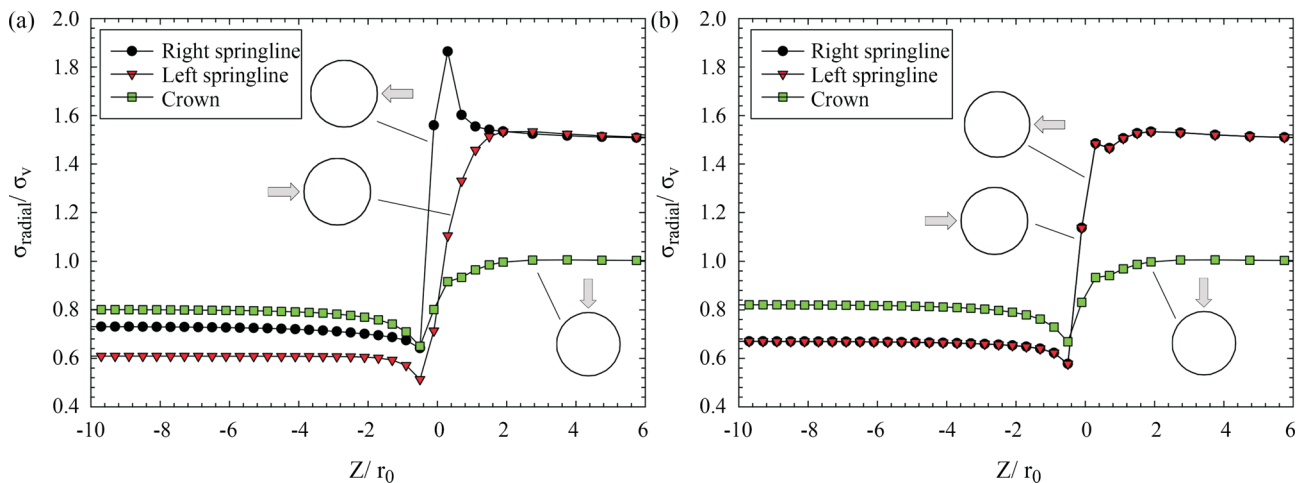 (a)
2.0
1.8
1.6
1.4
1.2
1.0
0.8
0.6
0.4
σradial/ σv
Right springline
Left springline
Crown
-10 -8 -6 -4 -2 0 2 4 6
Z/ r0
(b)
2.0
1.8
1.6
1.4
1.2
1.0
0.8
0.6
0.4
σradial/ σv
Right springline
Left springline
Crown
-10 -8 -6 -4 -2 0 2 4 6
Z/ r0